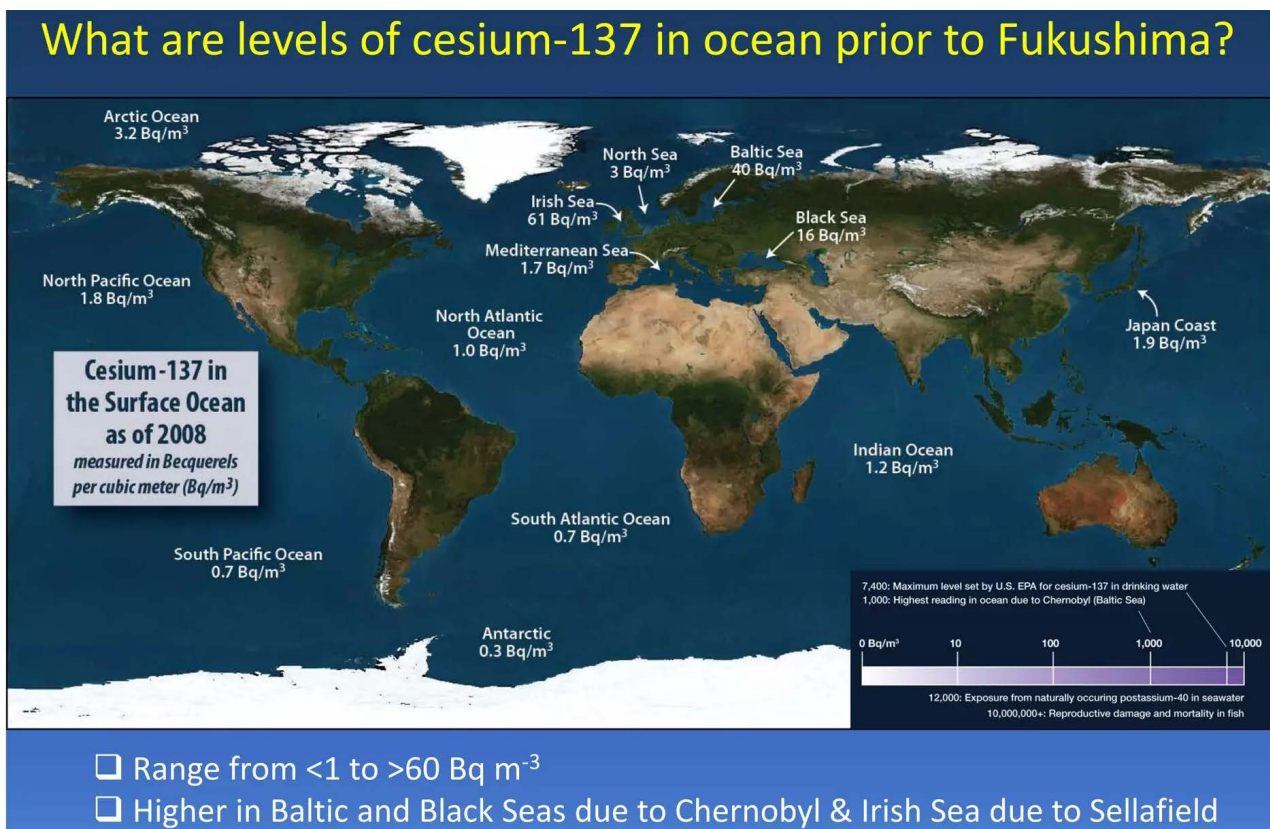 What are levels of cesium-137 in ocean prior to Fukushima?
Arctic Ocean
3.2 Bq/m³
North Sea
3 Bq/m³
Baltic Sea
40 Bq/m³
Irish Sea
61 Bq/m³
Black Sea
16 Bq/m³
Mediterranean Sea
1.7 Bq/m³
North Pacific Ocean
1.8 Bq/m³
North Atlantic
Ocean
1.0 Bq/m³
Japan Coast
1.9 Bq/m³
Cesium-137 in
the Surface Ocean
as of 2008
measured in Becquerels
per cubic meter (Bq/m³)
Indian Ocean
1.2 Bq/m³
South Atlantic Ocean
0.7 Bq/m³
South Pacific Ocean
0.7 Bq/m³
Antarctic
0.3 Bq/m³
7,400: Maximum level set by U.S. EPA for cesium-137 in drinking water
1,000: Highest reading in ocean due to Chernobyl (Baltic Sea)
0 Bq/m³ 10 100 1,000 10,000
12,000: Exposure from naturally occuring postassium-40 in seawater
10,000,000+: Reproductive damage and mortality in fish
❑ Range from <1 to >60 Bq m⁻³
❑ Higher in Baltic and Black Seas due to Chernobyl & Irish Sea due to Sellafield